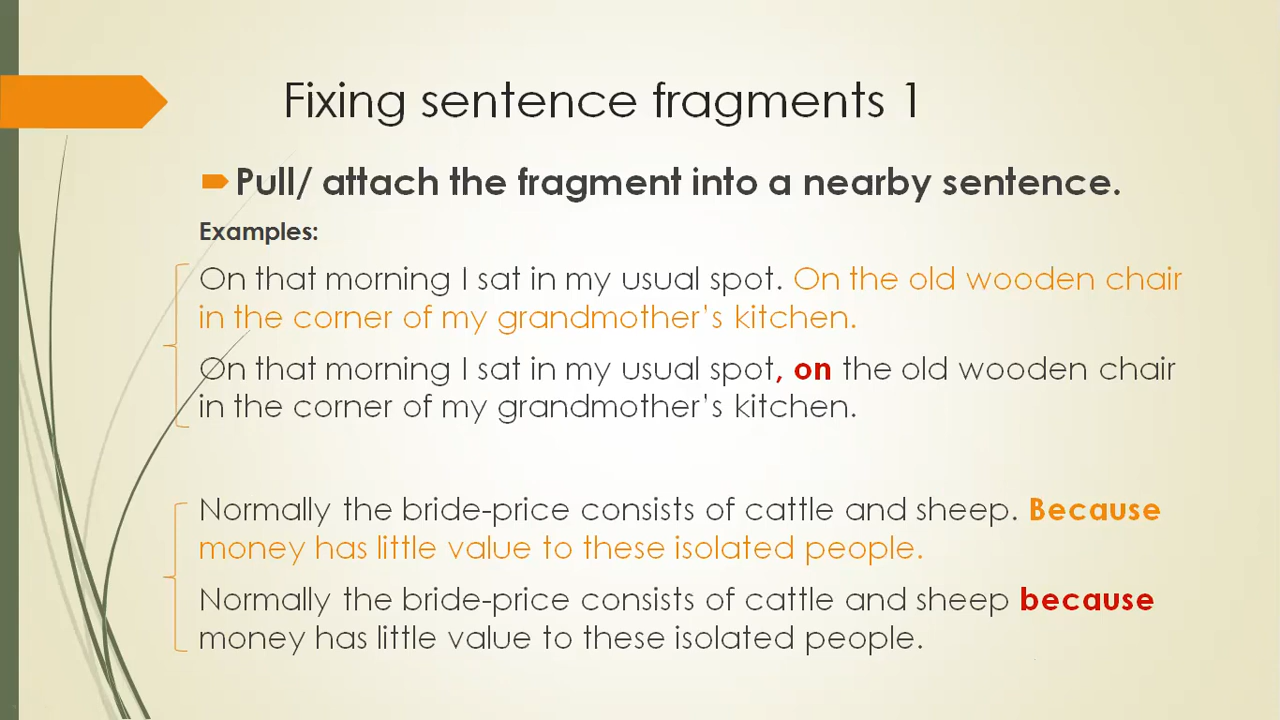 Fixing sentence fragments 1
Pull/ attach the fragment into a nearby sentence.
Examples:
On that morning I sat in my usual spot. On the old wooden chair
in the corner of my grandmother's kitchen.
On that morning I sat in my usual spot, on the old wooden chair
in the corner of my grandmother's kitchen.
Normally the bride-price consists of cattle and sheep. Because
money has little value to these isolated people.
Normally the bride-price consists of cattle and sheep because
money has little value to these isolated people.